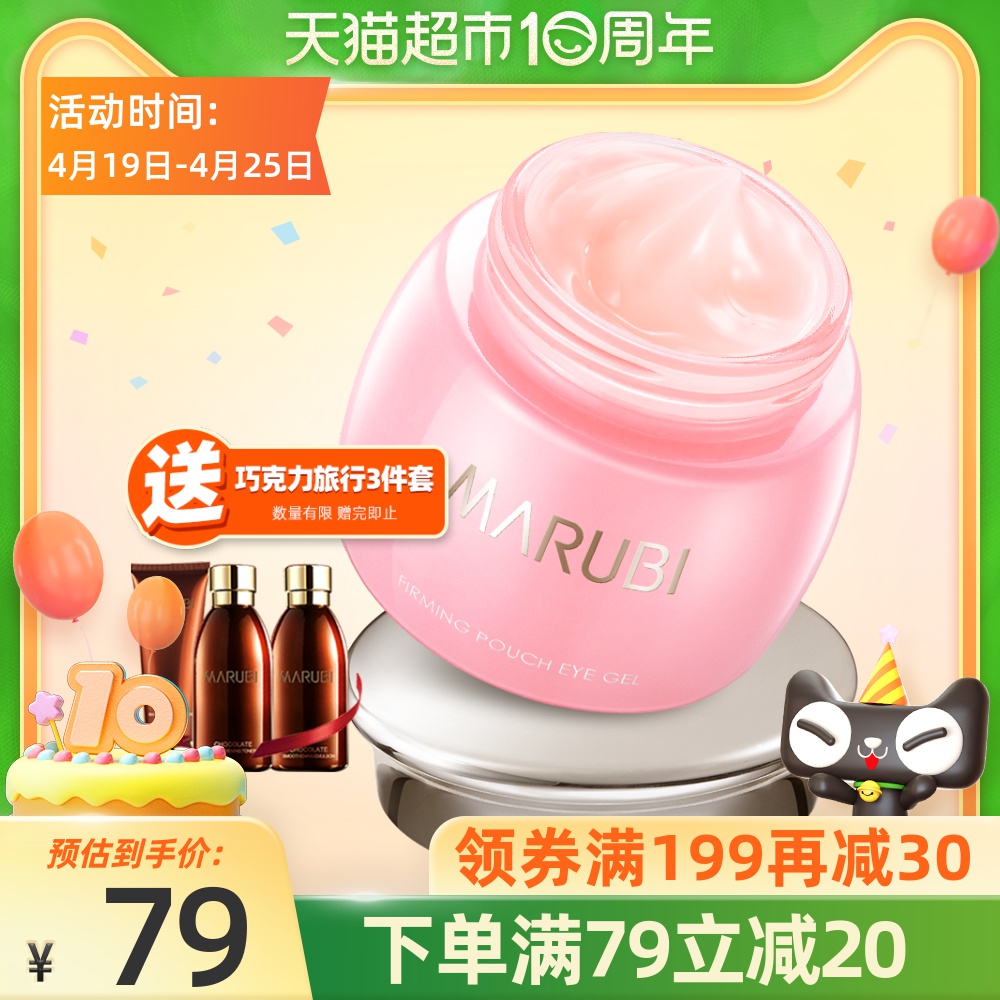 天猫超市10周年
活动时间：
4月19日-4月25日
送
巧克力旅行3件套
数量有限 赠完即止
MARUBI
FIRMING POUCH EYE GEL
MARUBI
MARUBI
CHOCOLATE
CHOCOLATE
10
预估到手价：
¥79
领券满199再减30
下单满79立减20